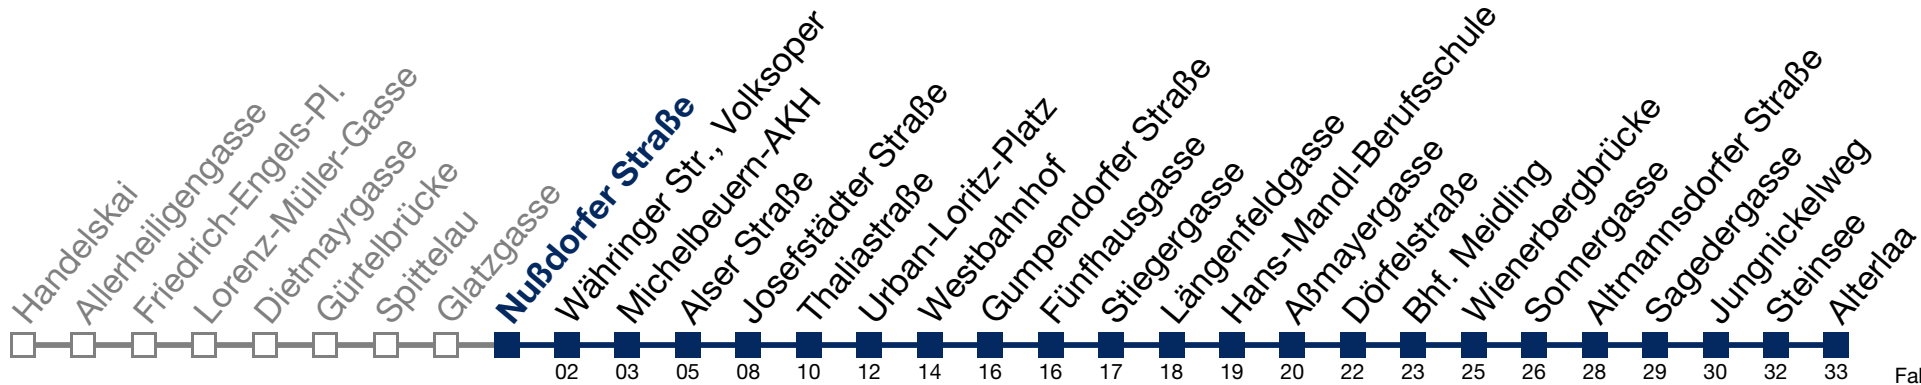 Handelskai
Allerheiligengasse
Friedrich-Engels-Pl.
Lorenz-Müller-Gasse
Dietmayrgasse
Gürtelbrücke
Spittelau
Glatzgasse
Nußdorfer Straße
Währinger Str., Volksoper
Michelbeuern-AKH
Alser Straße
Josefstädter Straße
Thaliastraße
Urban-Loritz-Platz
Westbahnhof
Gumpendorfer Straße
Fünfhausgasse
Stiegergasse
Längenfeldgasse
Hans-Mandl-Berufsschule
Aßmayergasse
Dörfelstraße
Bhf. Meidling
Wienerbergbrücke
Sonnergasse
Altmannsdorfer Straße
Sagedergasse
Jungnickelweg
Steinsee
Alterlaa
02 03 05 08 10 12 14 16 16 17 18 19 20 22 23 25 26 28 29 30 32 33